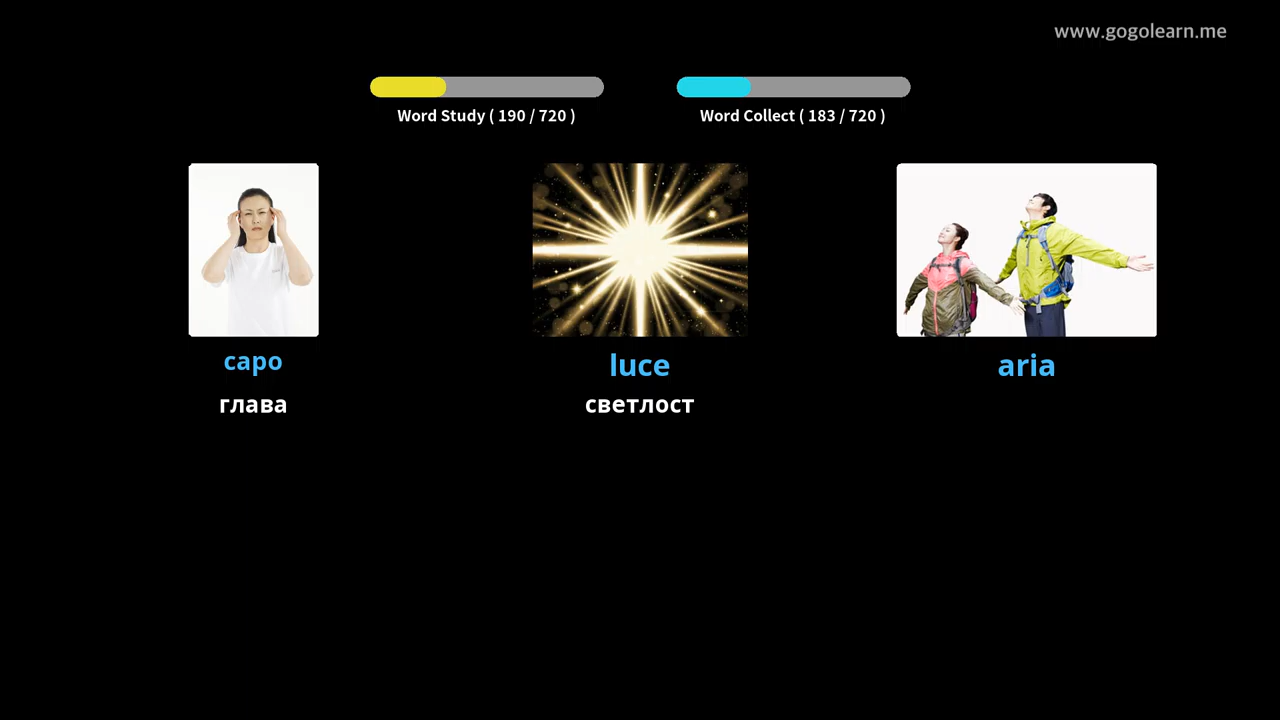 www.gogolearn.me
Word Study ( 190 / 720 )
Word Collect ( 183 / 720 )
capo
luce
aria
глава
светлост